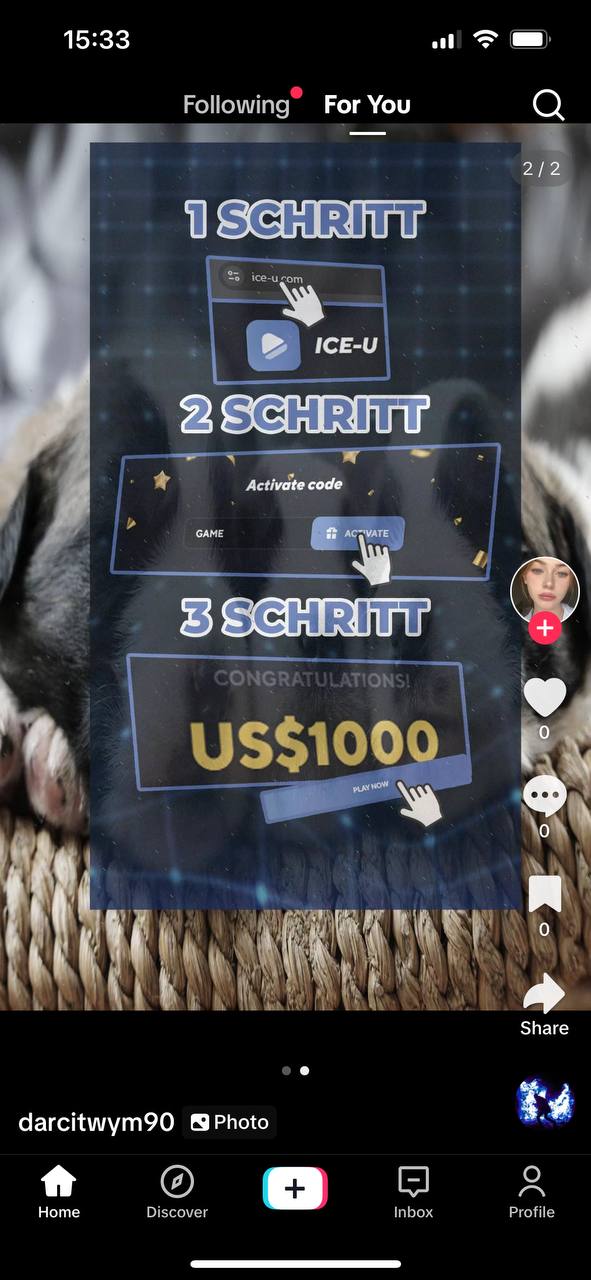 15:33
Following
For You
2 / 2
1 SCHRITT
ice-u.com
ICE-U
2 SCHRITT
Activate code
GAME
ACTIVATE
3 SCHRITT
CONGRATULATIONS!
US$1000
PLAY NOW
0
0
0
Share
darcitwym90
Photo
Home
Discover
Inbox
Profile